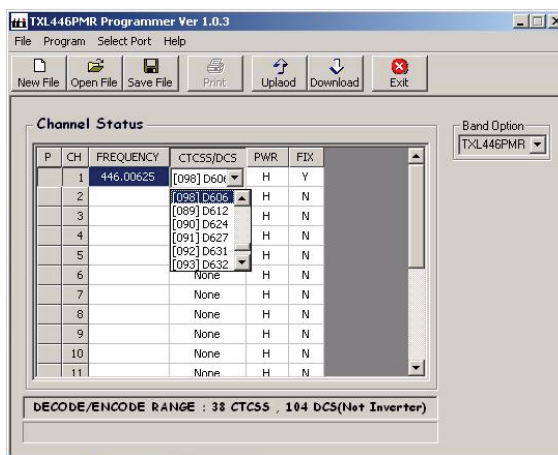 TXL446PMR Programmer Ver 1.0.3
File Program Select Port Help
New File Open File Save File Print Uplaod Download Exit
Channel Status
Band Option
TXL446PMR
P CH FREQUENCY CTCSS/DCS PWR FIX
1 446.00625 [098] D606 H Y
2 [098] D606 H N
3 [089] D612 H N
[090] D624
4 [091] D627 H N
5 [092] D631 H N
[093] D632
6 None H N
7 None H N
8 None H N
9 None H N
10 None H N
11 None H N
DECODE/ENCODE RANGE : 38 CTCSS , 104 DCS(Not Inverter)